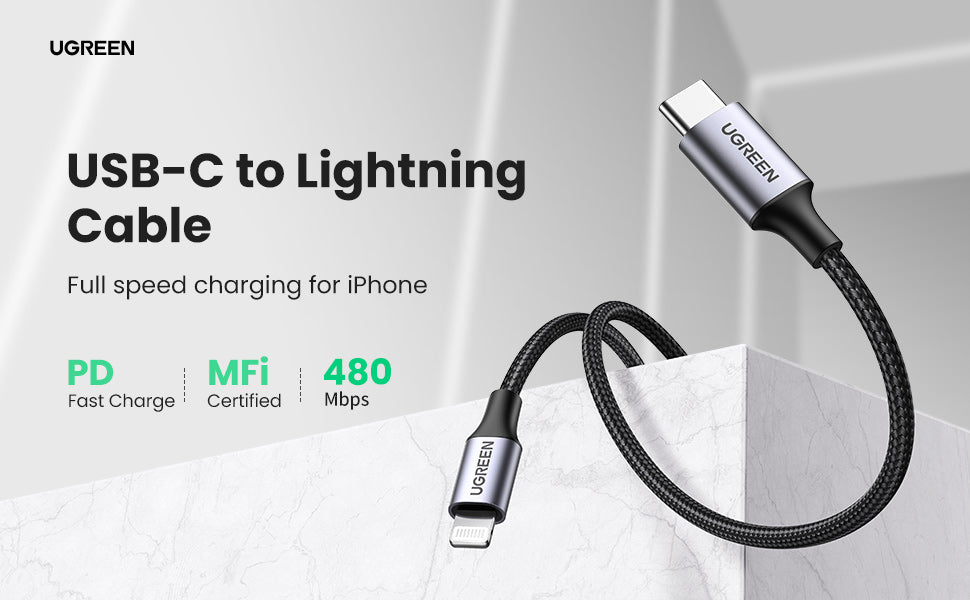 UGREEN
USB-C to Lightning
Cable
Full speed charging for iPhone
PD
Fast Charge
MFi
Certified
480
Mbps
UGREEN
UGREEN